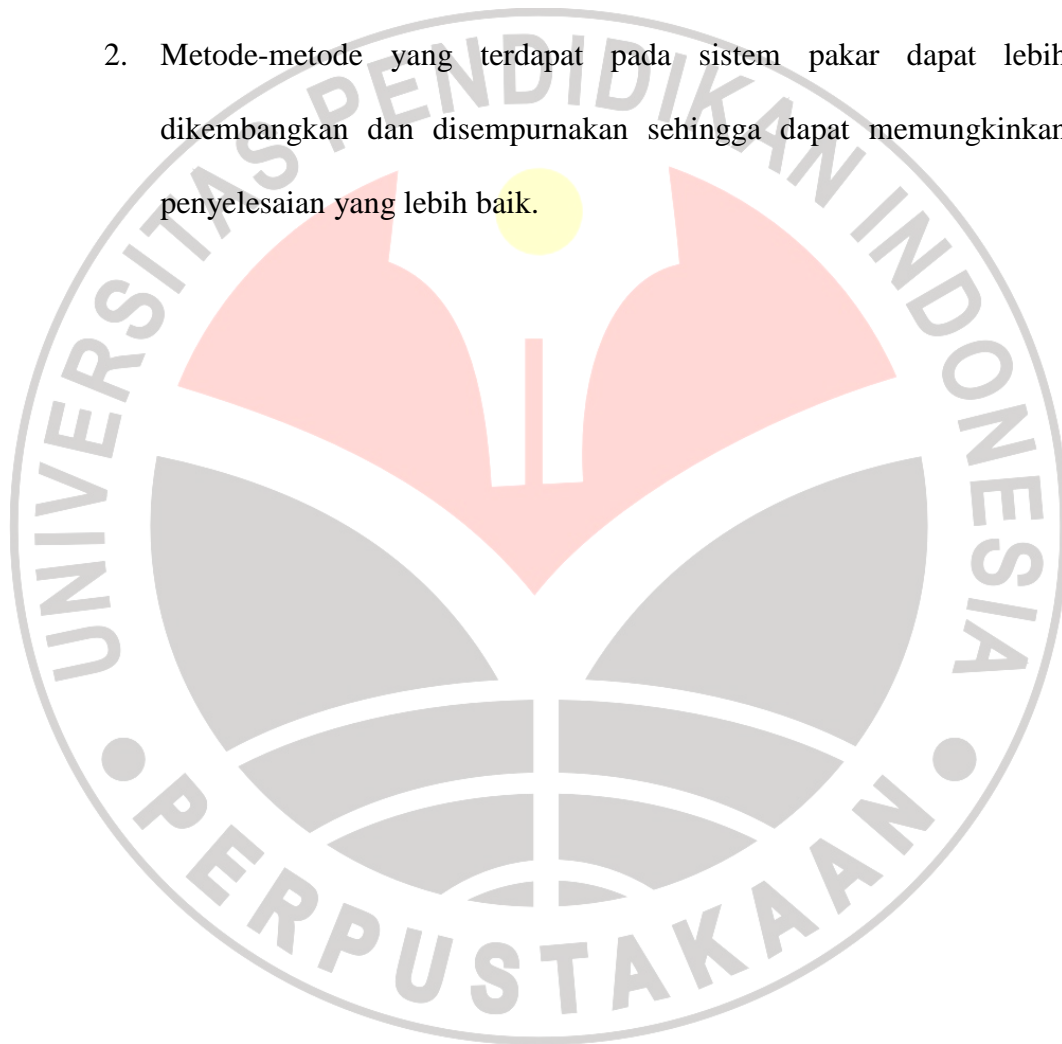 2. Metode-metode yang terdapat pada sistem pakar dapat lebih
dikembangkan dan disempurnakan sehingga dapat memungkinkan
penyelesaian yang lebih baik.
UNIVERSITAS PENDIDIKAN INDONESIA
PERPUSTAKAAN